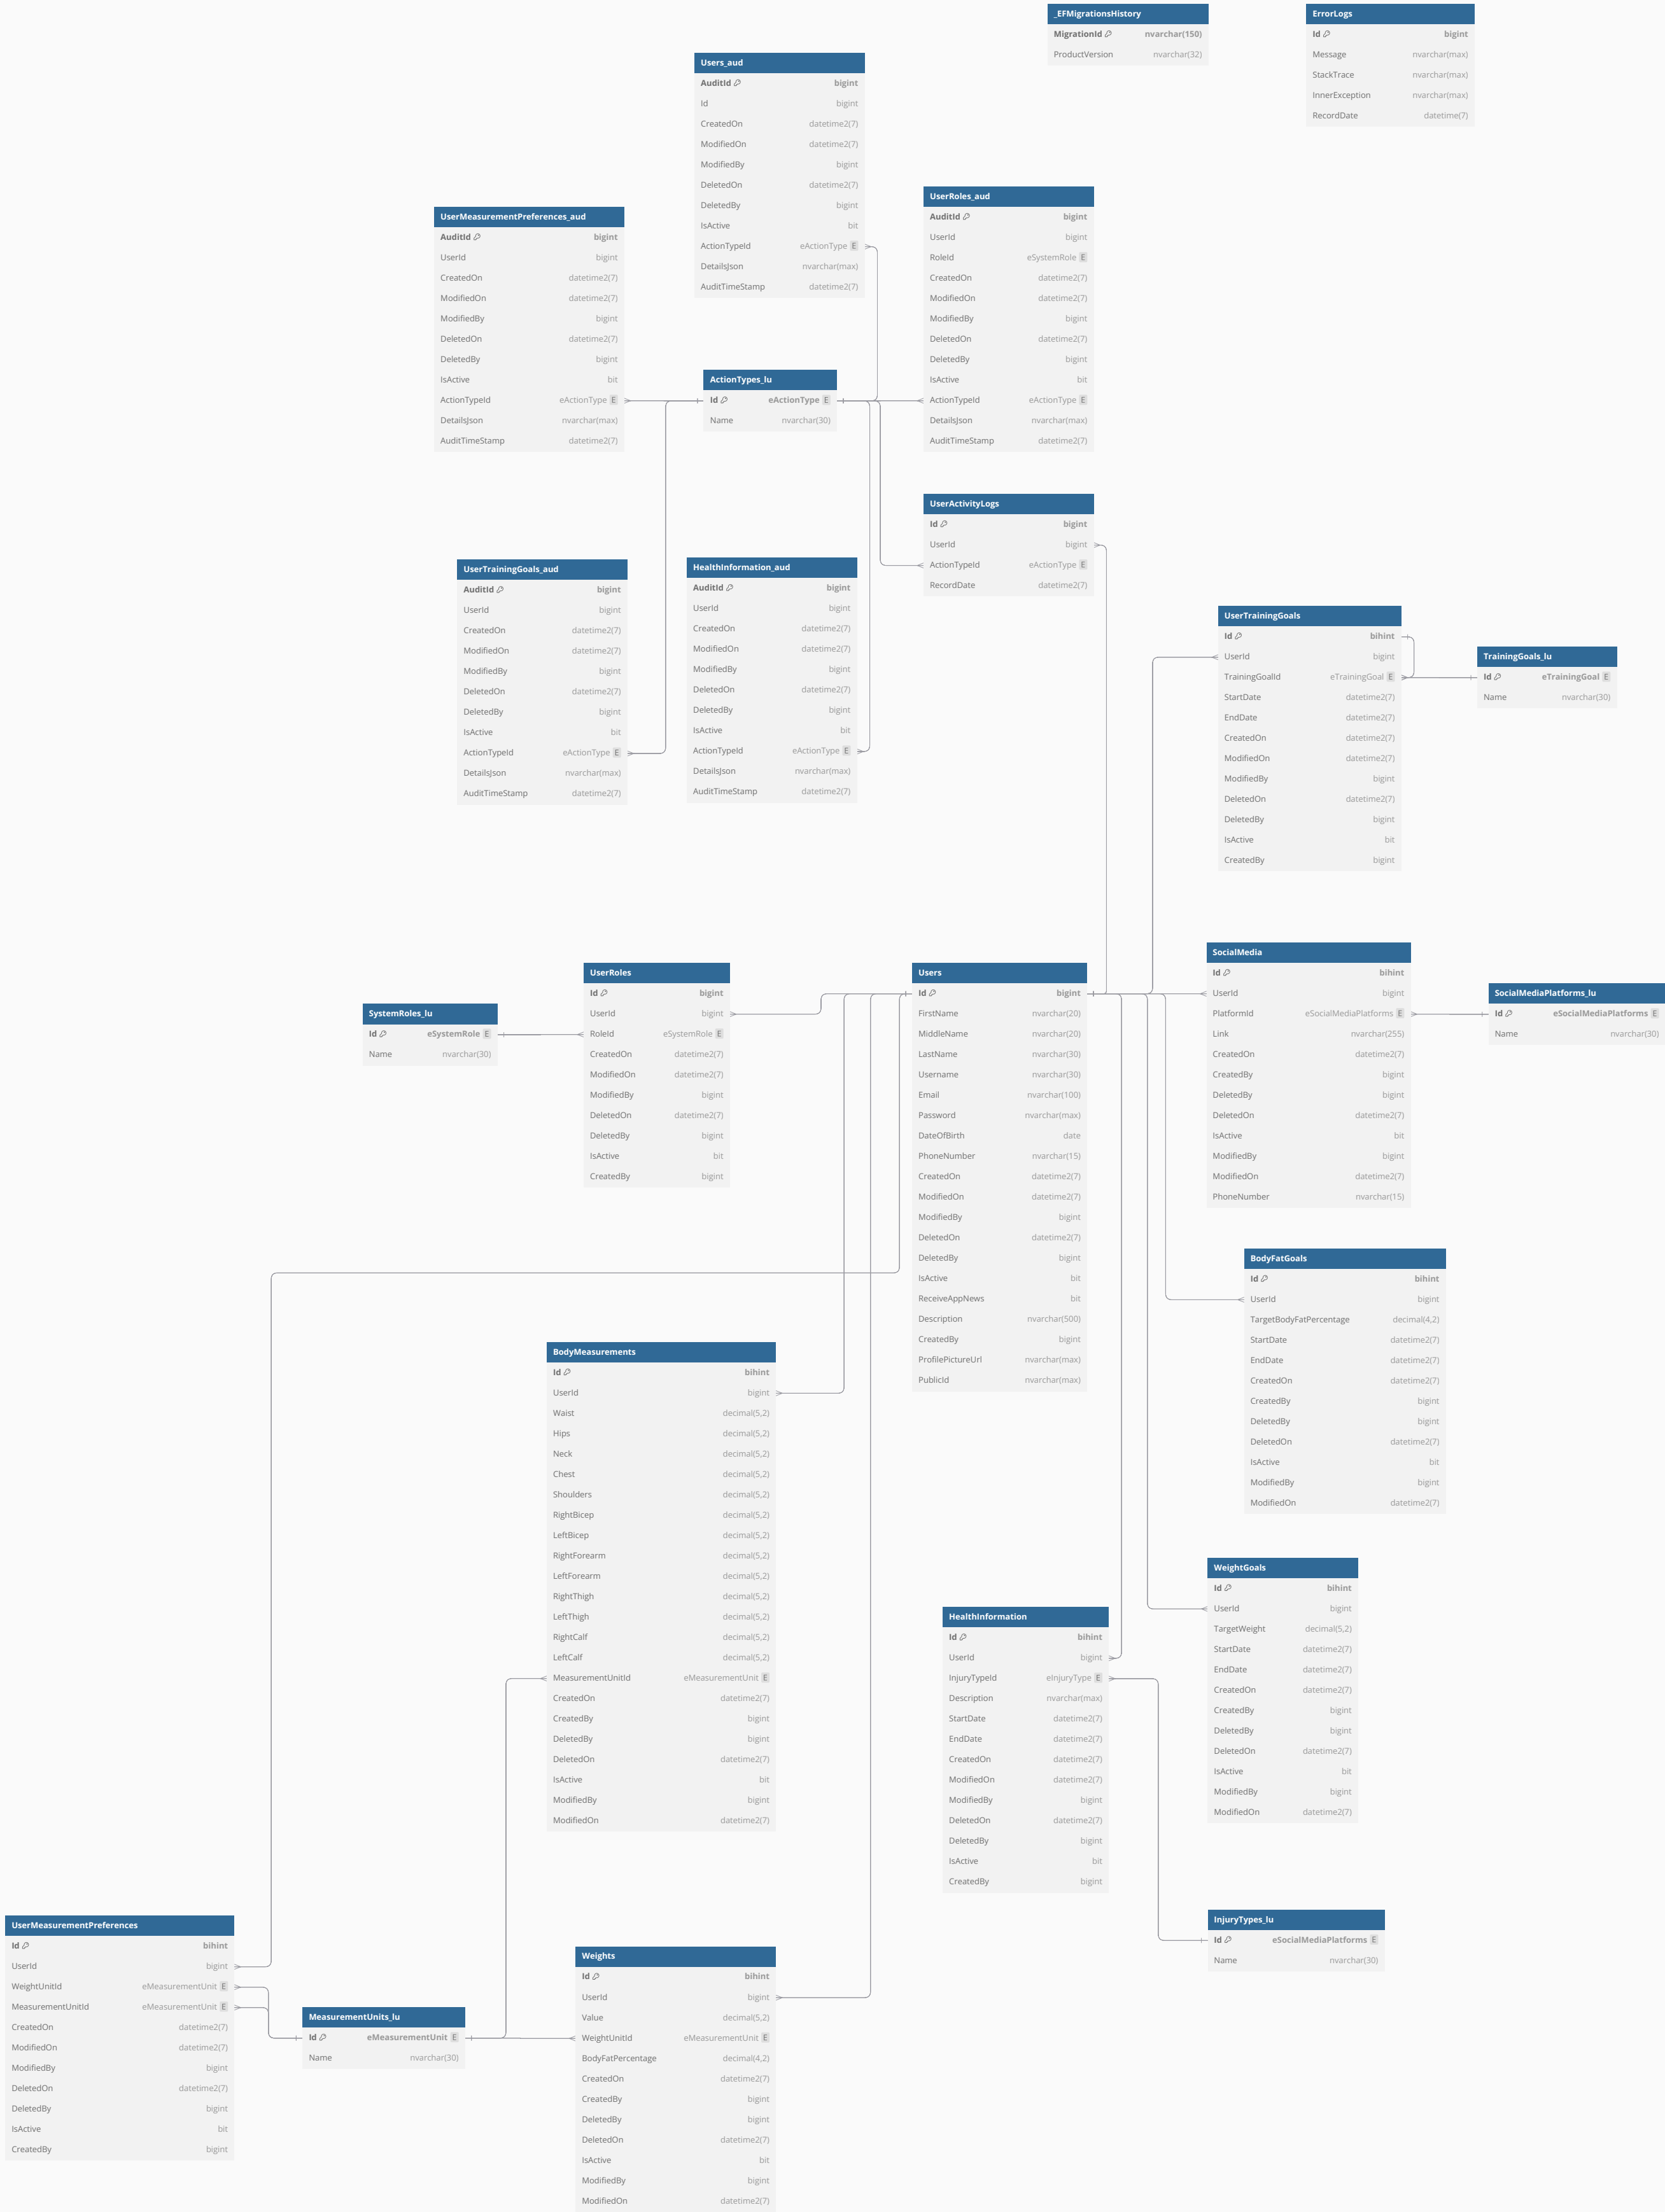 _EFMigrationsHistory
MigrationId nvarchar(150)
ProductVersion nvarchar(32)
ErrorLogs
Id bigint
Message nvarchar(max)
StackTrace nvarchar(max)
InnerException nvarchar(max)
RecordDate datetime(7)
Users_aud
AuditId bigint
Id bigint
CreatedOn datetime2(7)
ModifiedOn datetime2(7)
ModifiedBy bigint
DeletedOn datetime2(7)
DeletedBy bigint
IsActive bit
ActionTypeId eActionType E
DetailsJson nvarchar(max)
AuditTimeStamp datetime2(7)
UserRoles_aud
AuditId bigint
UserId bigint
RoleId eSystemRole E
CreatedOn datetime2(7)
ModifiedOn datetime2(7)
ModifiedBy bigint
DeletedOn datetime2(7)
DeletedBy bigint
IsActive bit
ActionTypeId eActionType E
DetailsJson nvarchar(max)
AuditTimeStamp datetime2(7)
UserMeasurementPreferences_aud
AuditId bigint
UserId bigint
CreatedOn datetime2(7)
ModifiedOn datetime2(7)
ModifiedBy bigint
DeletedOn datetime2(7)
DeletedBy bigint
IsActive bit
ActionTypeId eActionType E
DetailsJson nvarchar(max)
AuditTimeStamp datetime2(7)
ActionTypes_lu
Id eActionType E
Name nvarchar(30)
UserActivityLogs
Id bigint
UserId bigint
ActionTypeId eActionType E
RecordDate datetime2(7)
UserTrainingGoals_aud
AuditId bigint
UserId bigint
CreatedOn datetime2(7)
ModifiedOn datetime2(7)
ModifiedBy bigint
DeletedOn datetime2(7)
DeletedBy bigint
IsActive bit
ActionTypeId eActionType E
DetailsJson nvarchar(max)
AuditTimeStamp datetime2(7)
HealthInformation_aud
AuditId bigint
UserId bigint
CreatedOn datetime2(7)
ModifiedOn datetime2(7)
ModifiedBy bigint
DeletedOn datetime2(7)
DeletedBy bigint
IsActive bit
ActionTypeId eActionType E
DetailsJson nvarchar(max)
AuditTimeStamp datetime2(7)
UserTrainingGoals
Id bihint
UserId bigint
TrainingGoalId eTrainingGoal E
StartDate datetime2(7)
EndDate datetime2(7)
CreatedOn datetime2(7)
ModifiedOn datetime2(7)
ModifiedBy bigint
DeletedOn datetime2(7)
DeletedBy bigint
IsActive bit
CreatedBy bigint
TrainingGoals_lu
Id eTrainingGoal E
Name nvarchar(30)
SystemRoles_lu
Id eSystemRole E
Name nvarchar(30)
UserRoles
Id bigint
UserId bigint
RoleId eSystemRole E
CreatedOn datetime2(7)
ModifiedOn datetime2(7)
ModifiedBy bigint
DeletedOn datetime2(7)
DeletedBy bigint
IsActive bit
CreatedBy bigint
Users
Id bigint
FirstName nvarchar(20)
MiddleName nvarchar(20)
LastName nvarchar(30)
Username nvarchar(30)
Email nvarchar(100)
Password nvarchar(max)
DateOfBirth date
PhoneNumber nvarchar(15)
CreatedOn datetime2(7)
ModifiedOn datetime2(7)
ModifiedBy bigint
DeletedOn datetime2(7)
DeletedBy bigint
IsActive bit
ReceiveAppNews bit
Description nvarchar(500)
CreatedBy bigint
ProfilePictureUrl nvarchar(max)
PublicId nvarchar(max)
SocialMedia
Id bihint
UserId bigint
PlatformId eSocialMediaPlatforms E
Link nvarchar(255)
CreatedOn datetime2(7)
CreatedBy bigint
DeletedBy bigint
DeletedOn datetime2(7)
IsActive bit
ModifiedBy bigint
ModifiedOn datetime2(7)
PhoneNumber nvarchar(15)
SocialMediaPlatforms_lu
Id eSocialMediaPlatforms E
Name nvarchar(30)
BodyFatGoals
Id bihint
UserId bigint
TargetBodyFatPercentage decimal(4,2)
StartDate datetime2(7)
EndDate datetime2(7)
CreatedOn datetime2(7)
CreatedBy bigint
DeletedBy bigint
DeletedOn datetime2(7)
IsActive bit
ModifiedBy bigint
ModifiedOn datetime2(7)
BodyMeasurements
Id bihint
UserId bigint
Waist decimal(5,2)
Hips decimal(5,2)
Neck decimal(5,2)
Chest decimal(5,2)
Shoulders decimal(5,2)
RightBicep decimal(5,2)
LeftBicep decimal(5,2)
RightForearm decimal(5,2)
LeftForearm decimal(5,2)
RightThigh decimal(5,2)
LeftThigh decimal(5,2)
RightCalf decimal(5,2)
LeftCalf decimal(5,2)
MeasurementUnitId eMeasurementUnit E
CreatedOn datetime2(7)
CreatedBy bigint
DeletedBy bigint
DeletedOn datetime2(7)
IsActive bit
ModifiedBy bigint
ModifiedOn datetime2(7)
WeightGoals
Id bihint
UserId bigint
TargetWeight decimal(5,2)
StartDate datetime2(7)
EndDate datetime2(7)
CreatedOn datetime2(7)
CreatedBy bigint
DeletedBy bigint
DeletedOn datetime2(7)
IsActive bit
ModifiedBy bigint
ModifiedOn datetime2(7)
HealthInformation
Id bihint
UserId bigint
InjuryTypeId eInjuryType E
Description nvarchar(max)
StartDate datetime2(7)
EndDate datetime2(7)
CreatedOn datetime2(7)
ModifiedOn datetime2(7)
ModifiedBy bigint
DeletedOn datetime2(7)
DeletedBy bigint
IsActive bit
CreatedBy bigint
InjuryTypes_lu
Id eSocialMediaPlatforms E
Name nvarchar(30)
UserMeasurementPreferences
Id bihint
UserId bigint
WeightUnitId eMeasurementUnit E
MeasurementUnitId eMeasurementUnit E
CreatedOn datetime2(7)
ModifiedOn datetime2(7)
ModifiedBy bigint
DeletedOn datetime2(7)
DeletedBy bigint
IsActive bit
CreatedBy bigint
MeasurementUnits_lu
Id eMeasurementUnit E
Name nvarchar(30)
Weights
Id bihint
UserId bigint
Value decimal(5,2)
WeightUnitId eMeasurementUnit E
BodyFatPercentage decimal(4,2)
CreatedOn datetime2(7)
CreatedBy bigint
DeletedBy bigint
DeletedOn datetime2(7)
IsActive bit
ModifiedBy bigint
ModifiedOn datetime2(7)